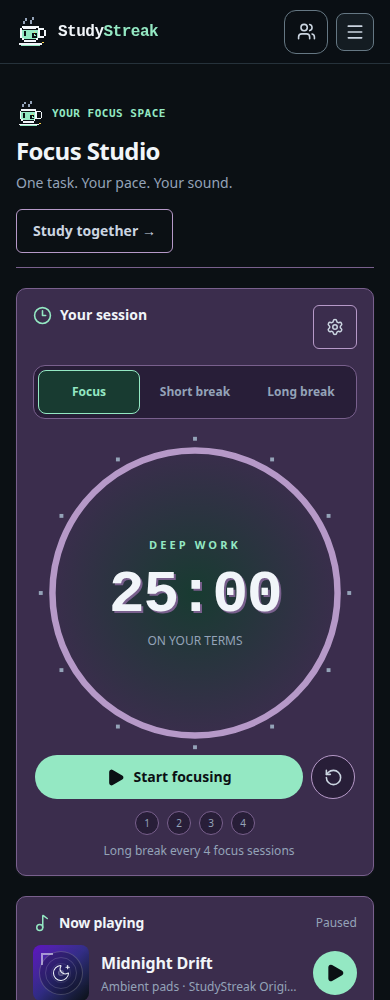 StudyStreak
YOUR FOCUS SPACE
Focus Studio
One task. Your pace. Your sound.
Study together →
Your session
Focus Short break Long break
DEEP WORK
25:00
ON YOUR TERMS
Start focusing
1 2 3 4
Long break every 4 focus sessions
Now playing Paused
Midnight Drift
Ambient pads · StudyStreak Origi...